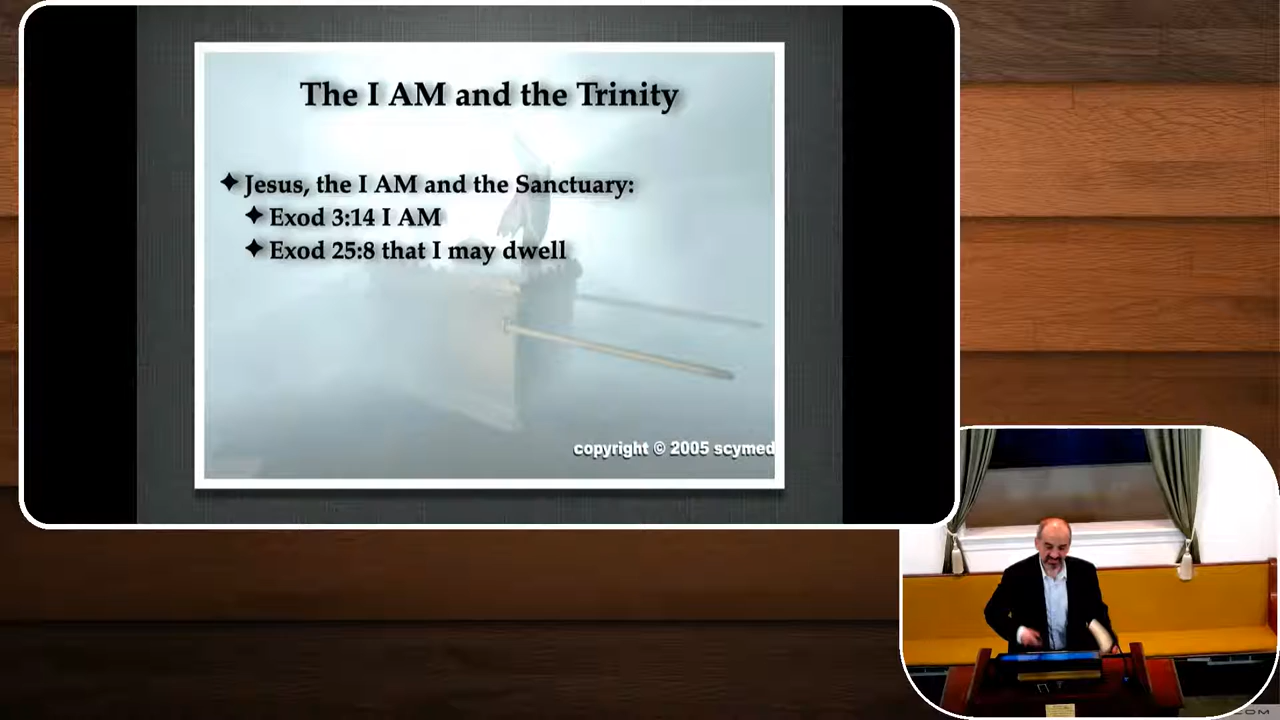 The I AM and the Trinity
✦ Jesus, the I AM and the Sanctuary:
✦ Exod 3:14 I AM
✦ Exod 25:8 that I may dwell
copyright © 2005 scymed